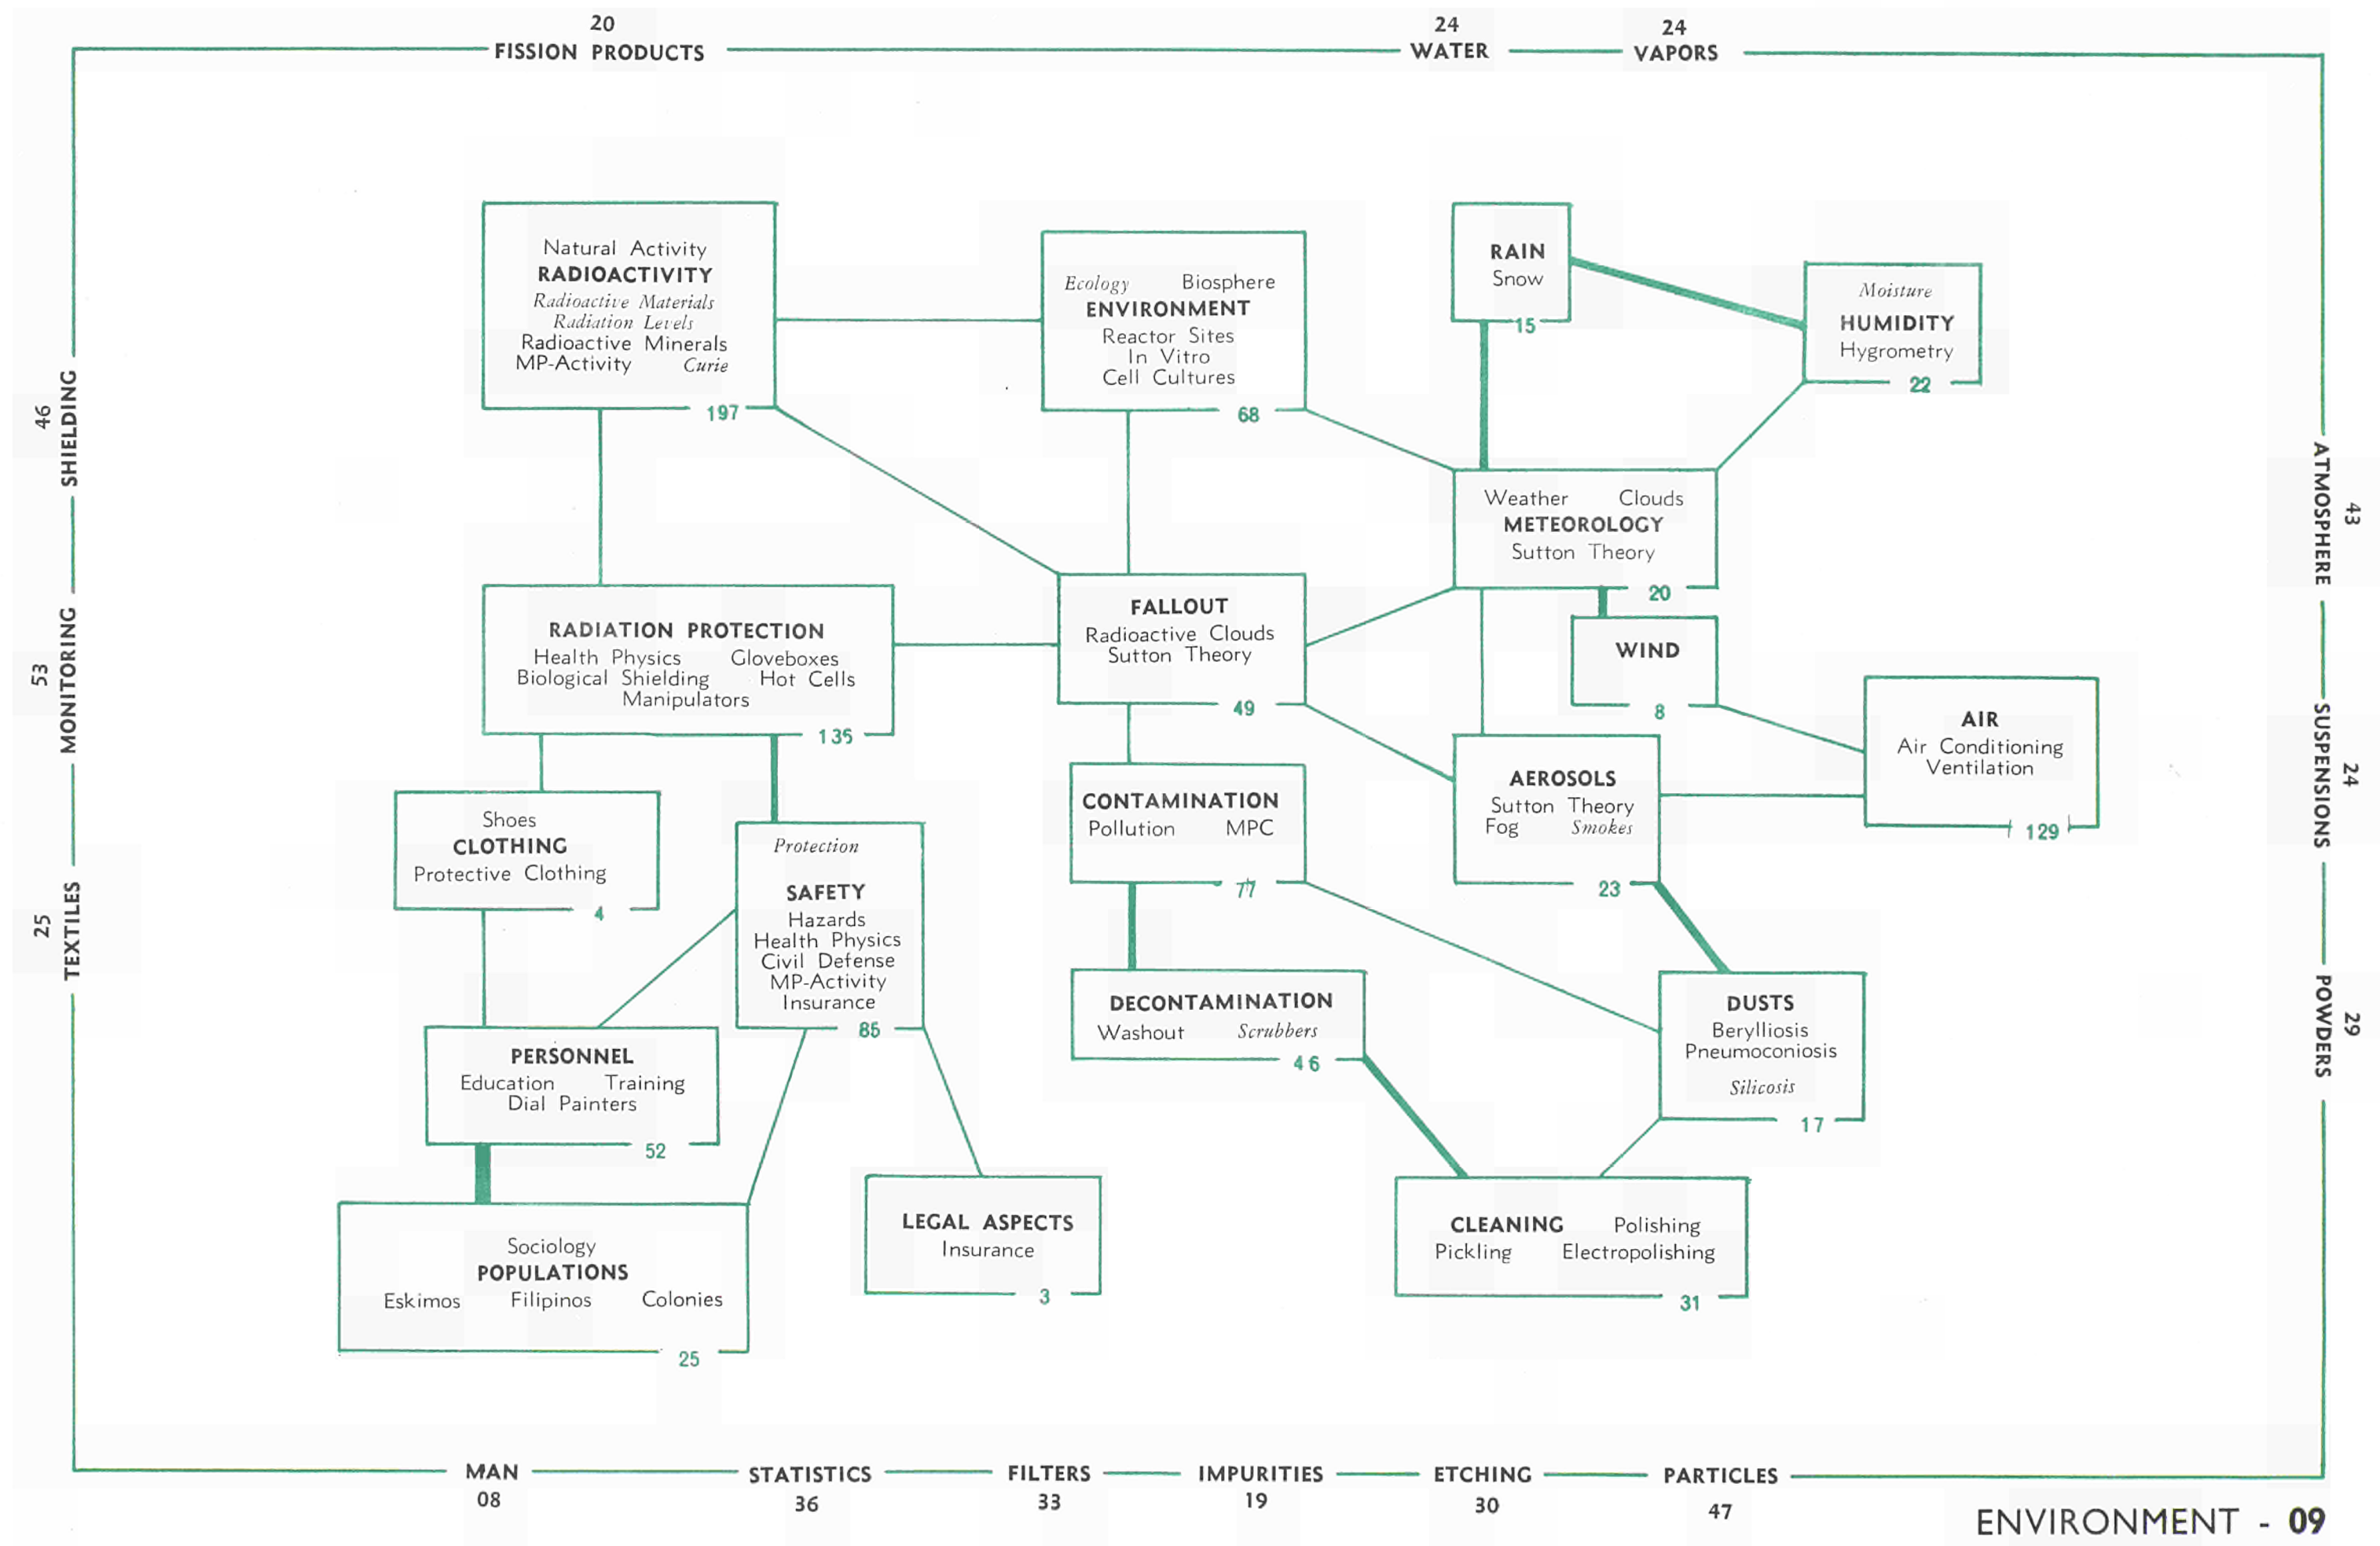 20
FISSION PRODUCTS
24
WATER
24
VAPORS
46
SHIELDING
53
MONITORING
25
TEXTILES
Natural Activity
RADIOACTIVITY
Radioactive Materials
Radiation Levels
Radioactive Minerals
MP-Activity Curie
197
Ecology Biosphere
ENVIRONMENT
Reactor Sites
In Vitro
Cell Cultures
68
RAIN
Snow
15
Moisture
HUMIDITY
Hygrometry
22
Weather Clouds
METEOROLOGY
Sutton Theory
20
RADIATION PROTECTION
Health Physics Gloveboxes
Biological Shielding Hot Cells
Manipulators
135
FALLOUT
Radioactive Clouds
Sutton Theory
49
WIND
8
AIR
Air Conditioning
Ventilation
129
Shoes
CLOTHING
Protective Clothing
4
Protection
SAFETY
Hazards
Health Physics
Civil Defense
MP-Activity
Insurance
85
CONTAMINATION
Pollution MPC
77
AEROSOLS
Sutton Theory
Fog Smokes
23
DECONTAMINATION
Washout Scrubbers
46
DUSTS
Berylliosis
Pneumoconiosis
Silicosis
17
PERSONNEL
Education Training
Dial Painters
52
Sociology
POPULATIONS
Eskimos Filipinos Colonies
25
LEGAL ASPECTS
Insurance
3
CLEANING Polishing
Pickling Electropolishing
31
ATMOSPHERE
43
SUSPENSIONS
24
POWDERS
29
MAN
08
STATISTICS
36
FILTERS
33
IMPURITIES
19
ETCHING
30
PARTICLES
47
ENVIRONMENT - 09